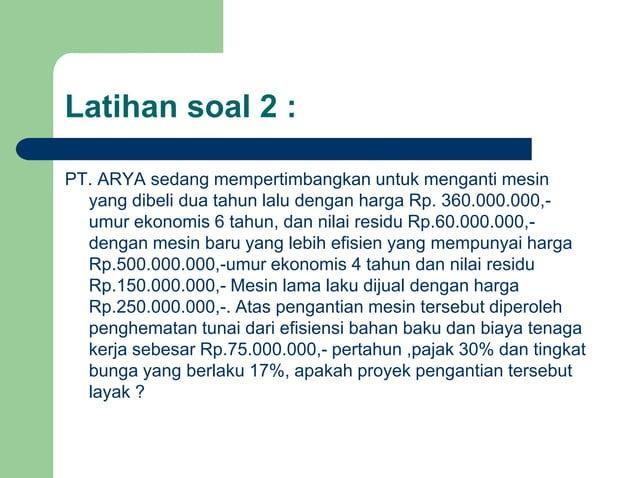 Latihan soal 2 :
PT. ARYA sedang mempertimbangkan untuk menganti mesin
yang dibeli dua tahun lalu dengan harga Rp. 360.000.000,-
umur ekonomis 6 tahun, dan nilai residu Rp.60.000.000,-
dengan mesin baru yang lebih efisien yang mempunyai harga
Rp.500.000.000,-umur ekonomis 4 tahun dan nilai residu
Rp.150.000.000,- Mesin lama laku dijual dengan harga
Rp.250.000.000,-. Atas pengantian mesin tersebut diperoleh
penghematan tunai dari efisiensi bahan baku dan biaya tenaga
kerja sebesar Rp.75.000.000,- pertahun ,pajak 30% dan tingkat
bunga yang berlaku 17%, apakah proyek pengantian tersebut
layak ?